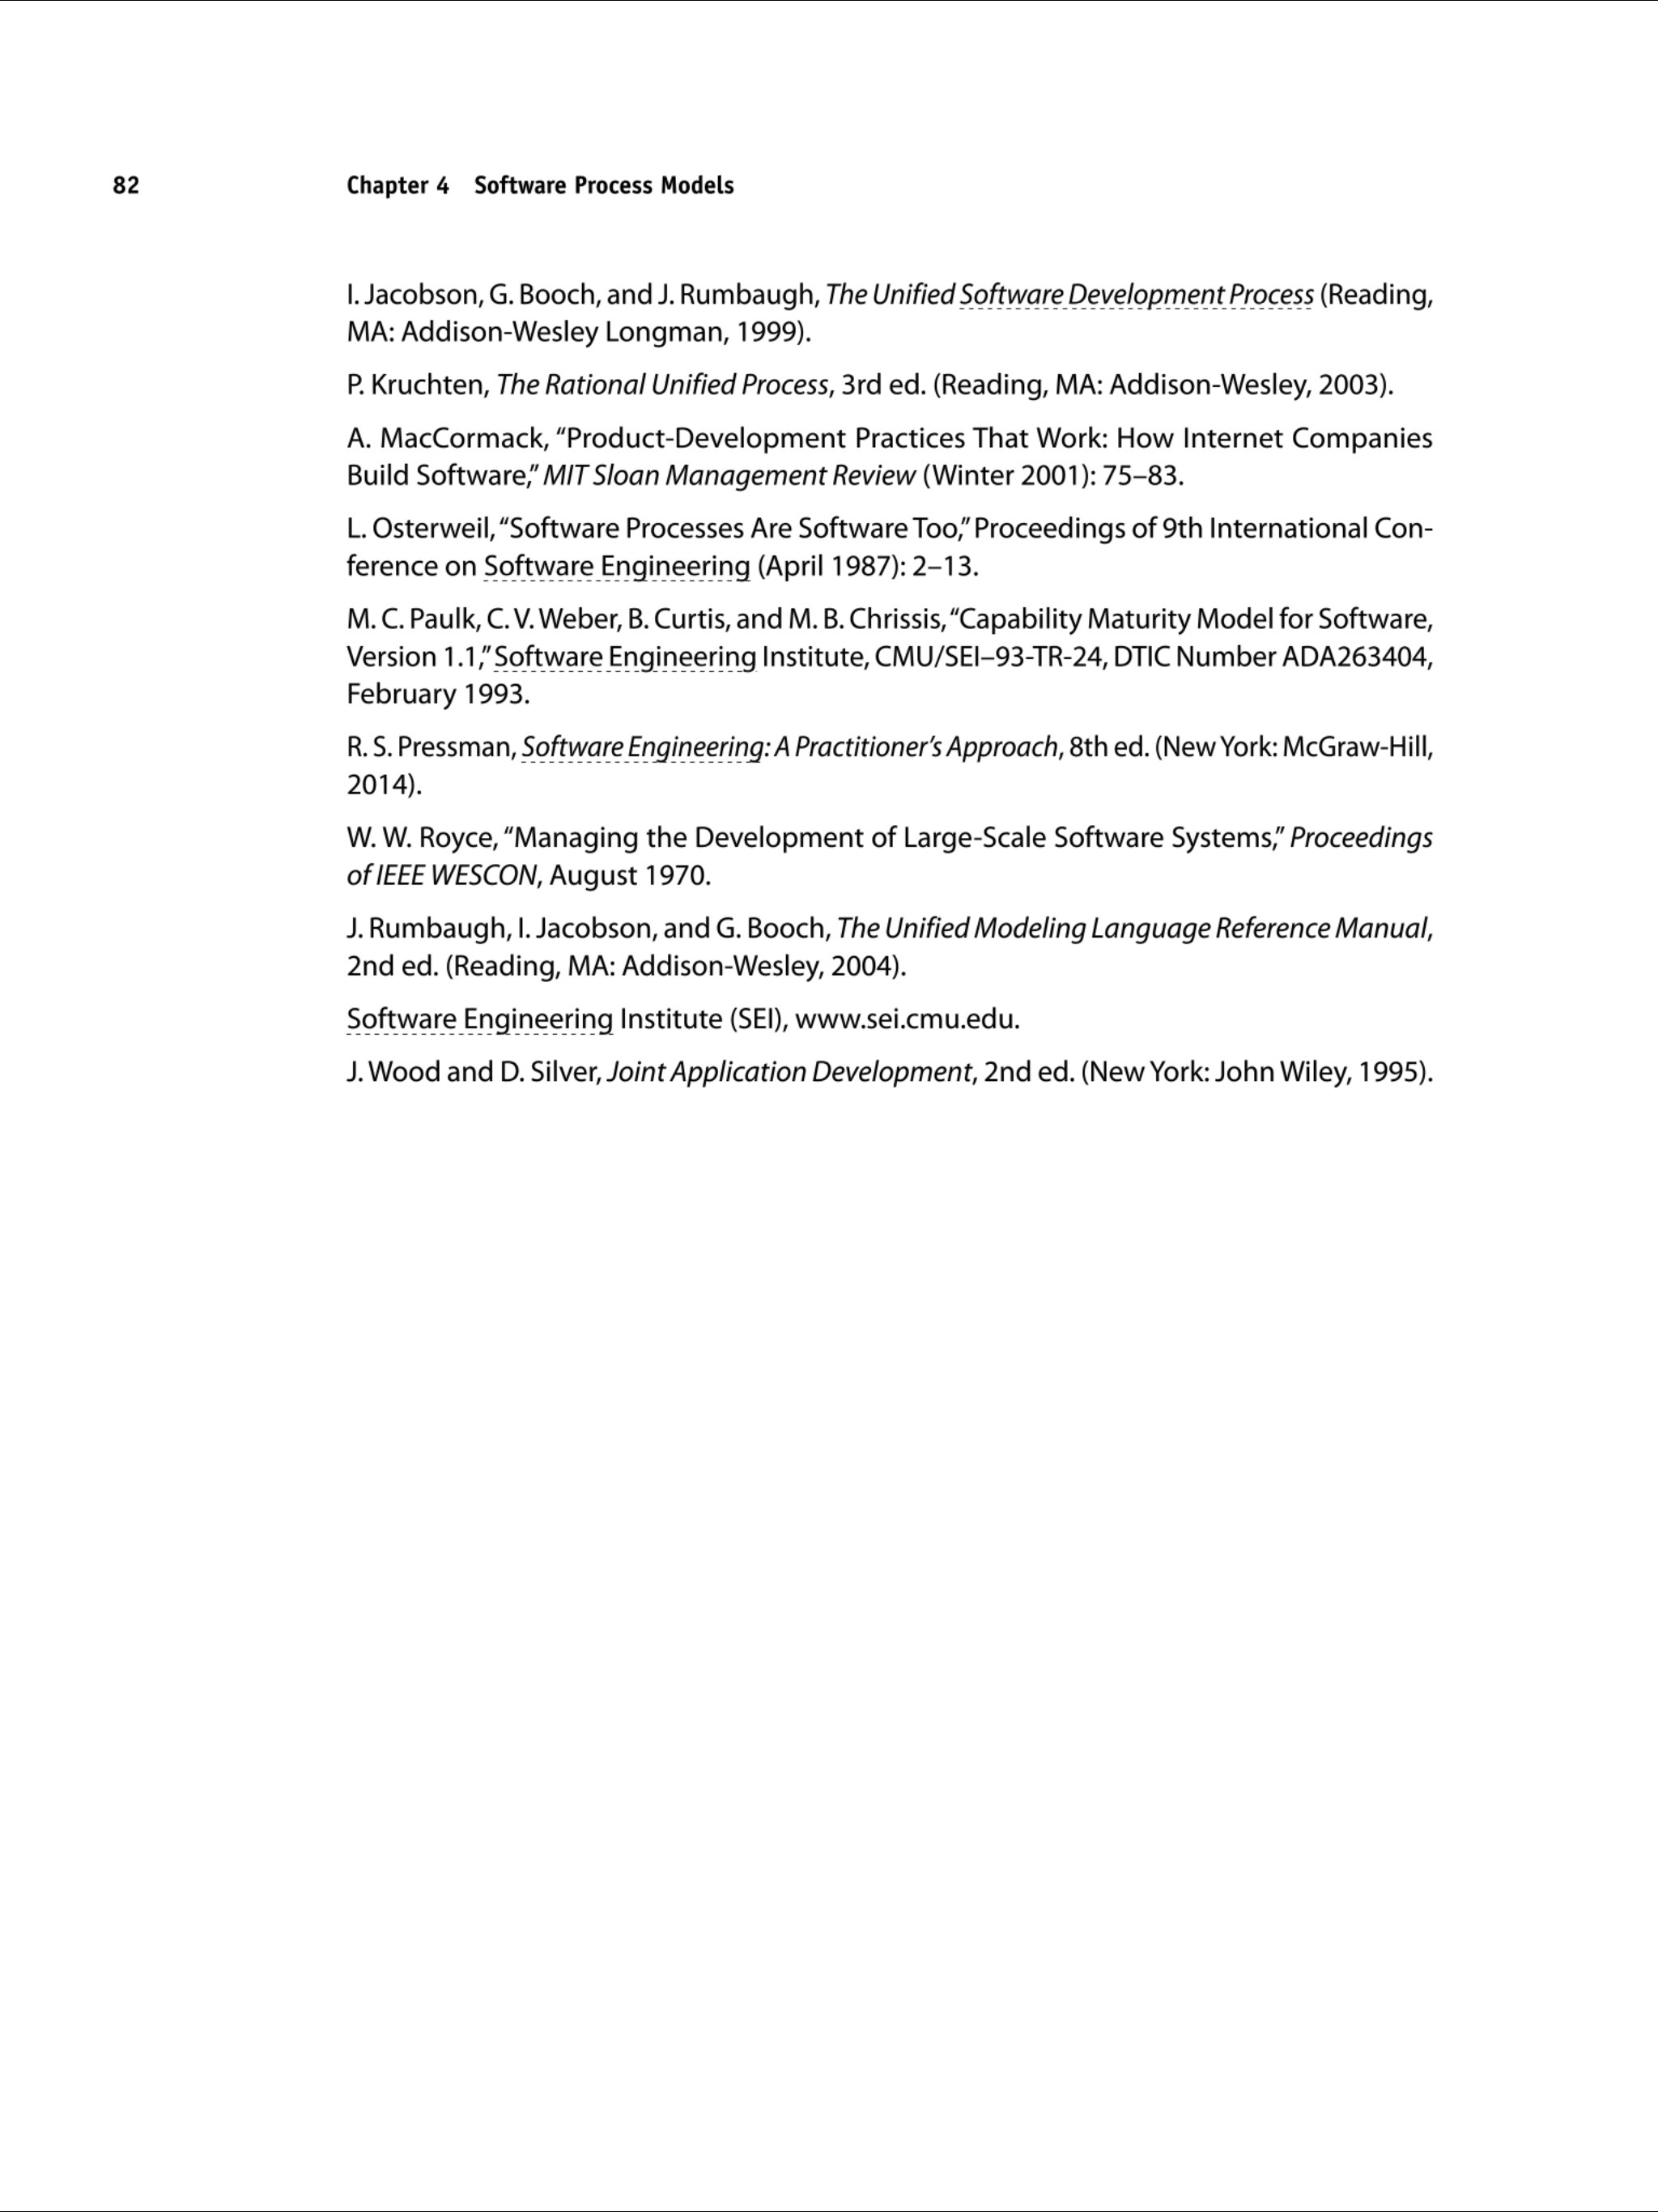 82 Chapter 4 Software Process Models
I. Jacobson, G. Booch, and J. Rumbaugh, The Unified Software Development Process (Reading,
MA: Addison-Wesley Longman, 1999).
P. Kruchten, The Rational Unified Process, 3rd ed. (Reading, MA: Addison-Wesley, 2003).
A. MacCormack, “Product-Development Practices That Work: How Internet Companies
Build Software,” MIT Sloan Management Review (Winter 2001): 75–83.
L. Osterweil, “Software Processes Are Software Too,” Proceedings of 9th International Con-
ference on Software Engineering (April 1987): 2–13.
M. C. Paulk, C. V. Weber, B. Curtis, and M. B. Chrissis, “Capability Maturity Model for Software,
Version 1.1,” Software Engineering Institute, CMU/SEI–93-TR-24, DTIC Number ADA263404,
February 1993.
R. S. Pressman, Software Engineering: A Practitioner’s Approach, 8th ed. (New York: McGraw-Hill,
2014).
W. W. Royce, “Managing the Development of Large-Scale Software Systems,” Proceedings
of IEEE WESCON, August 1970.
J. Rumbaugh, I. Jacobson, and G. Booch, The Unified Modeling Language Reference Manual,
2nd ed. (Reading, MA: Addison-Wesley, 2004).
Software Engineering Institute (SEI), www.sei.cmu.edu.
J. Wood and D. Silver, Joint Application Development, 2nd ed. (New York: John Wiley, 1995).